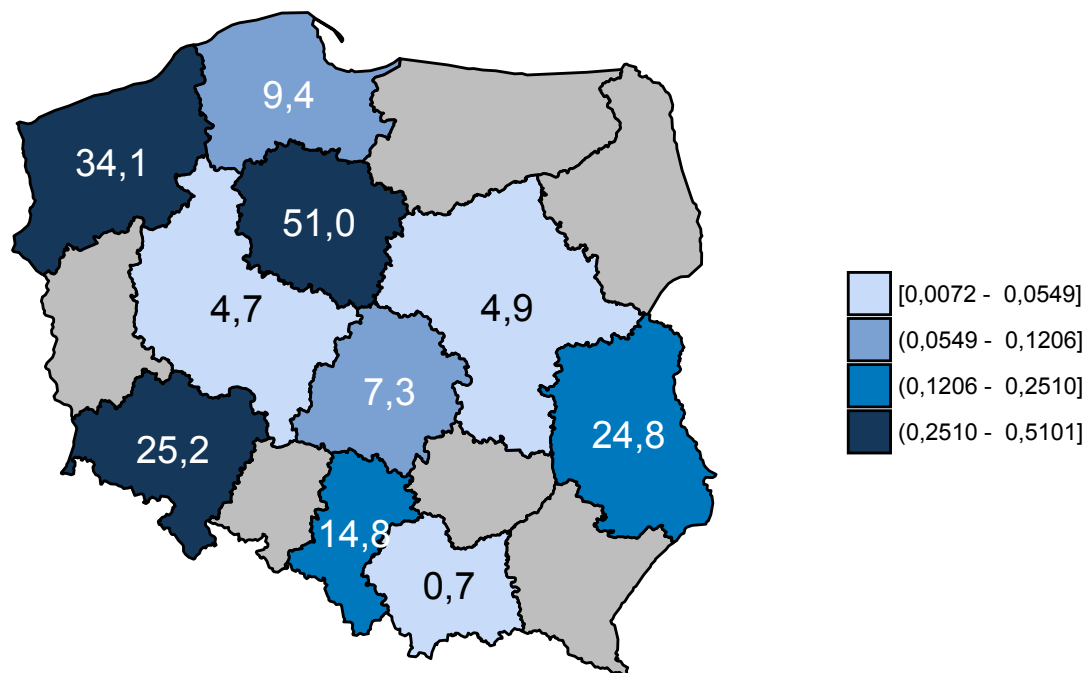 9,4
34,1
51,0
4,7
4,9
7,3
25,2
24,8
14,8
0,7
[0,0072 - 0,0549]
(0,0549 - 0,1206]
(0,1206 - 0,2510]
(0,2510 - 0,5101]